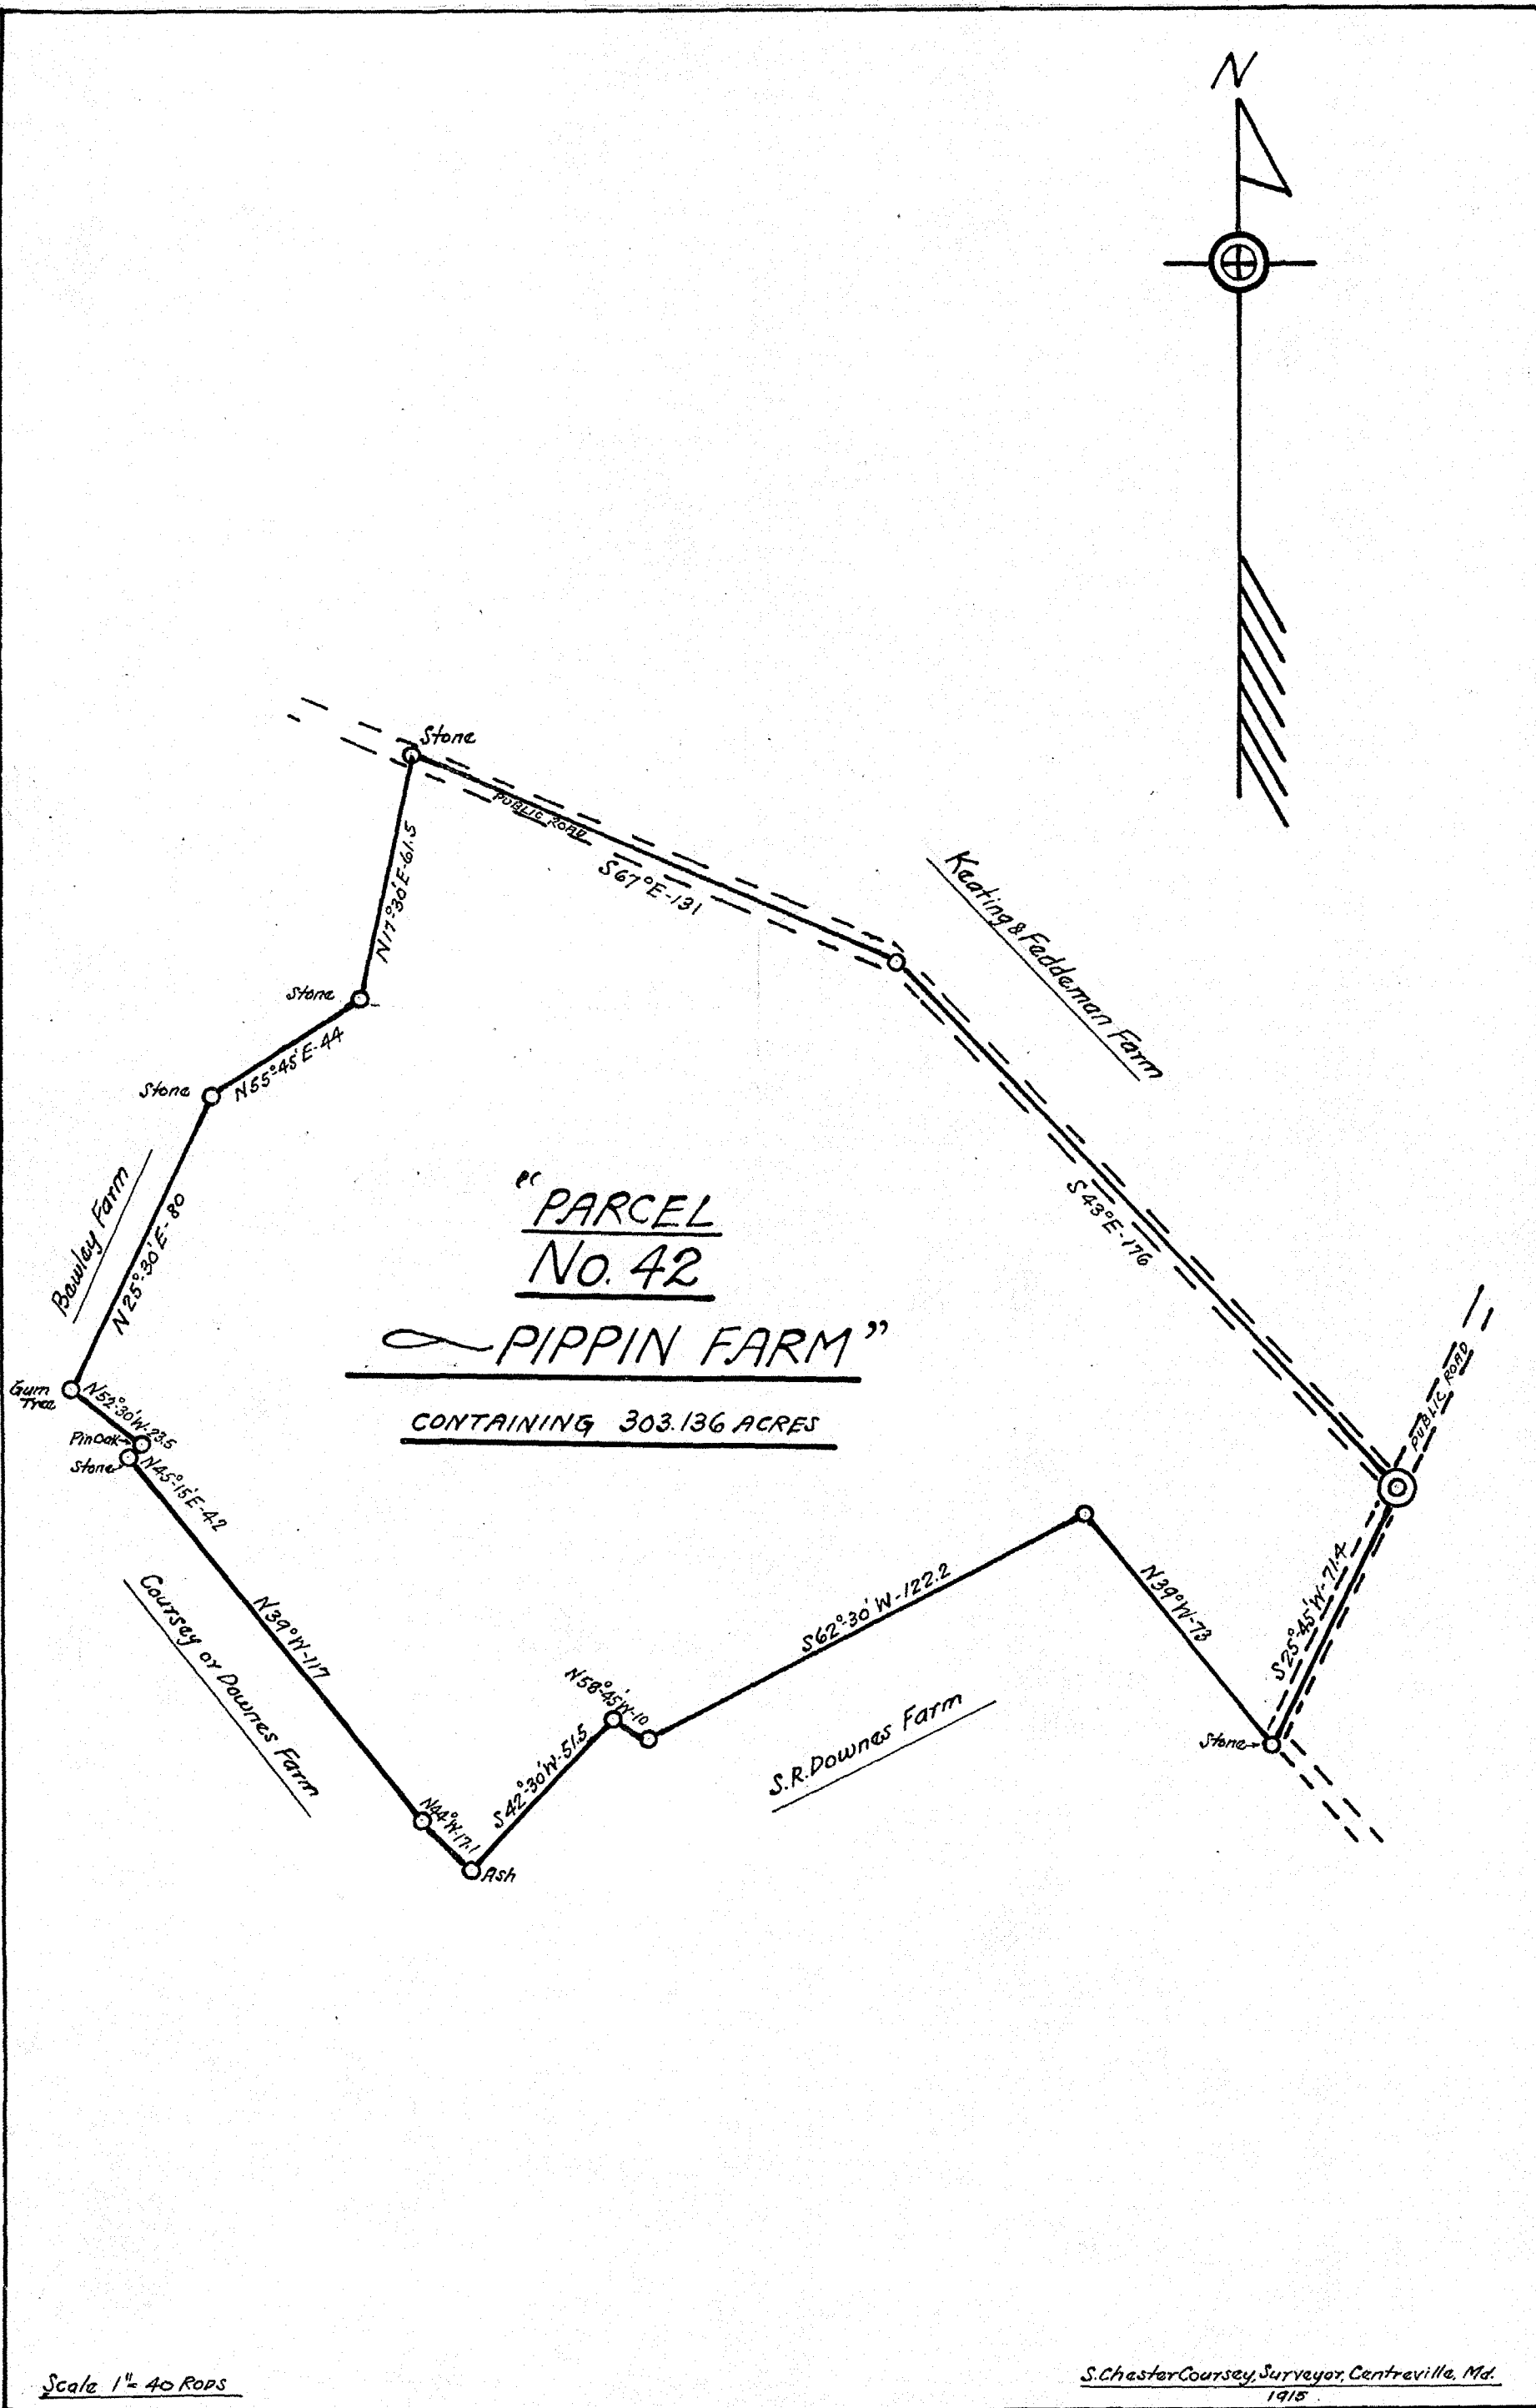 N
Stone
PUBLIC ROAD
S67°E-131
N17°30'E-61.5
Keating & Feddeman Farm
Stone
N55°-45'E-44
Stone
Bewley Farm
N25°-30'E-80
S43°E-176
"PARCEL
No. 42
PIPPIN FARM"
CONTAINING 303.136 ACRES
PUBLIC ROAD
Gum
Tree
N52°30'W-23.5
Pin Oak
Stone
N45°-15'E-4.2
Coursey or Downes Farm
N39°W-117
S62°-30'W-122.2
N39°W-73
S25°-45'W-71.4
N58°-45'W-10
S42°-30'W-51.5
S.R. Downes Farm
Stone
N44°W-17.1
Ash
Scale 1"= 40 RODS
S. Chester Coursey, Surveyor, Centreville, Md.
1915